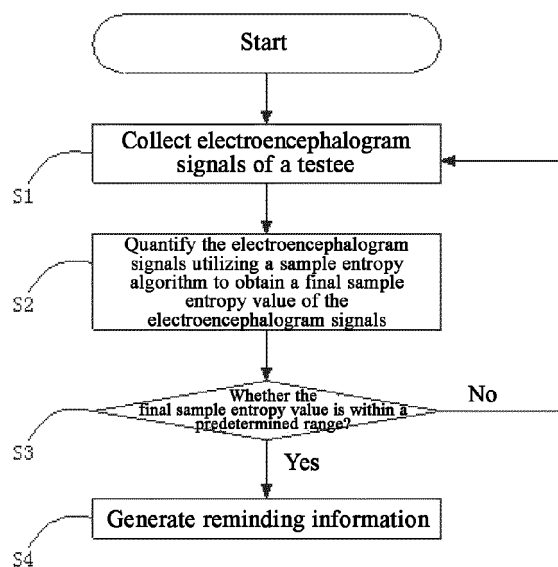 Start
Collect electroencephalogram
signals of a testee
S1
Quantify the electroencephalogram
signals utilizing a sample entropy
algorithm to obtain a final sample
entropy value of the
electroencephalogram signals
S2
Whether the
final sample entropy value is within a
predetermined range?
No
S3
Yes
Generate reminding information
S4